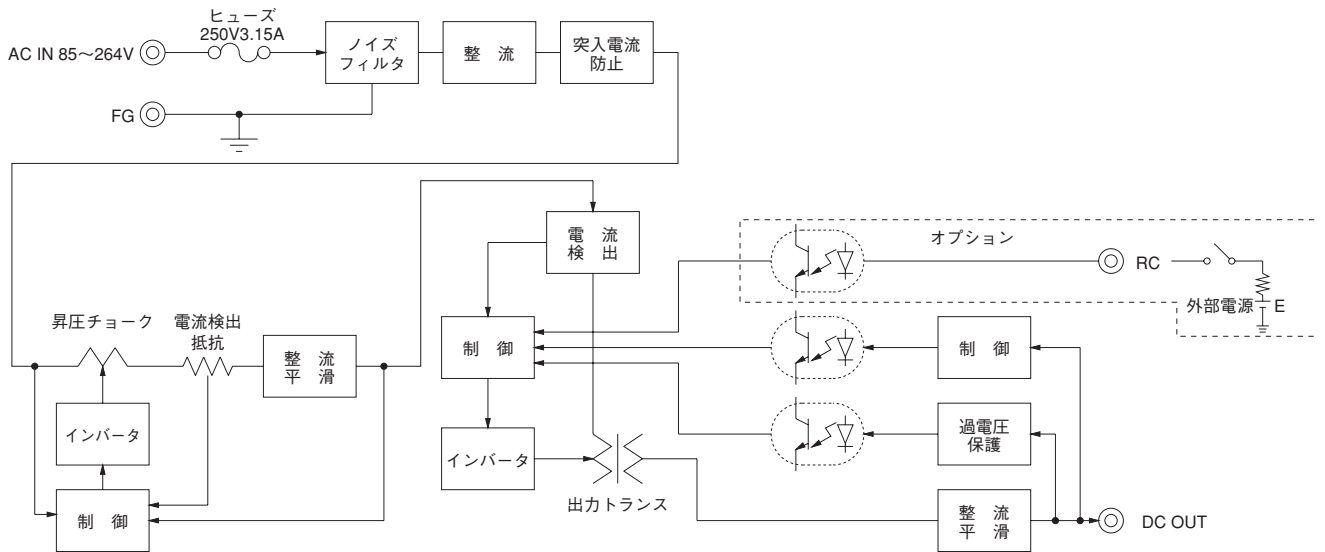 ヒューズ
250V3.15A
AC IN 85～264V
ノイズ
フィルタ
整 流
突入電流
防止
FG
電 流
検 出
オプション
RC
外部電源
E
昇圧チョーク
電流検出
抵抗
整 流
平 滑
制 御
制 御
インバータ
インバータ
過電圧
保護
出力トランス
制 御
整 流
平 滑
DC OUT